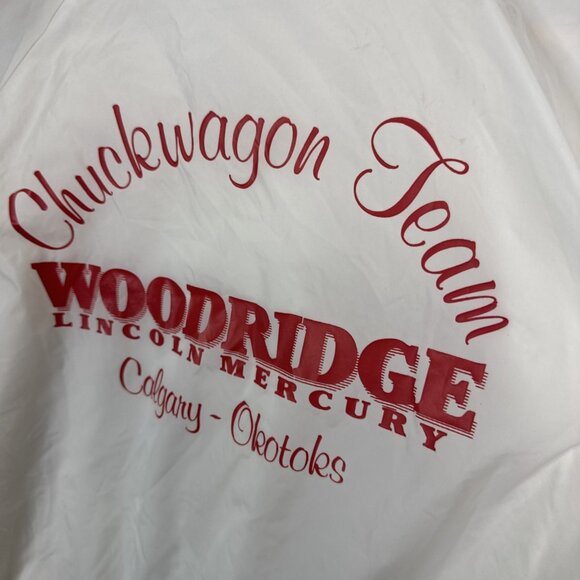 Chuckwagon Team
WOODRIDGE
LINCOLN MERCURY
Calgary - Okotoks